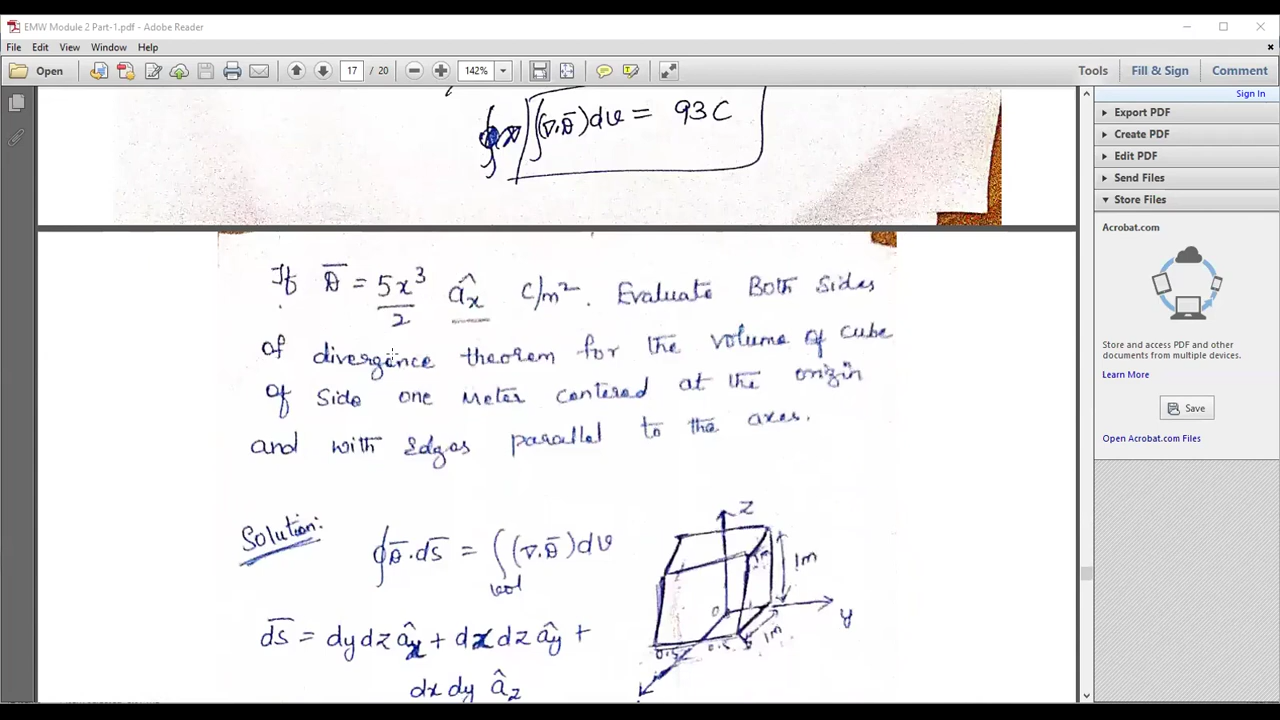 EMW Module 2 Part-1.pdf - Adobe Reader
File Edit View Window Help
Open 17 / 20 142% Tools Fill & Sign Comment
Sign In
Export PDF
Create PDF
Edit PDF
Send Files
Store Files
Acrobat.com
Store and access PDF and other
documents from multiple devices.
Learn More
Save
Open Acrobat.com Files
∫(∇.D̅)dv = 93C
If D̅ = 5x³/2 âx C/m². Evaluate Both Sides
of divergence theorem for the volume of cube
of Side one Meter centered at the origin
and with Edges parallel to the axes.
Solution:
∮D̅.dS̅ = ∫vol (∇.D̅)dv
dS̅ = dydz âx + dxdz ây +
dxdy âz
Z
1m
1m
0
y
1m
0.5
0.5